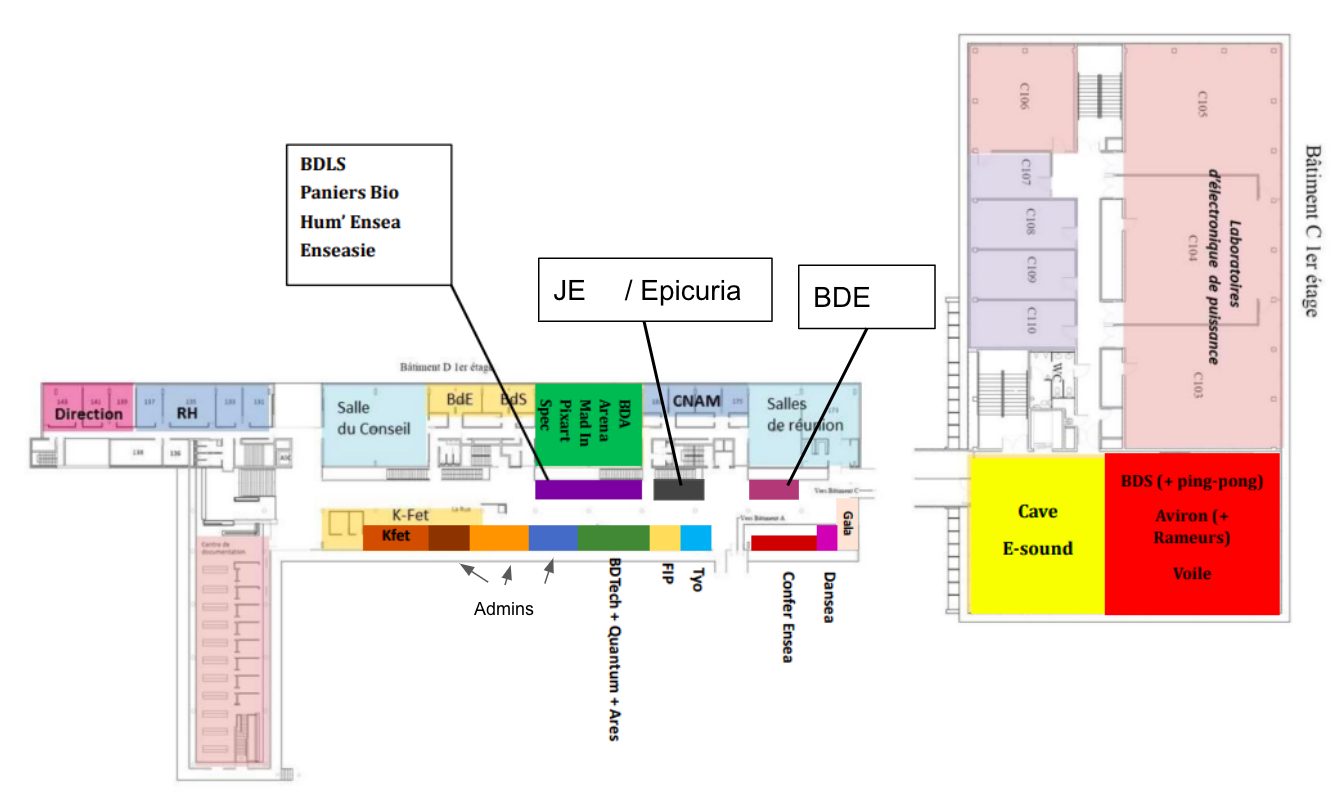 BDLS
Paniers Bio
Hum' Ensea
Enseasie
JE / Epicuria
BDE
Bâtiment D 1er étage
143
141
139
Direction
137
135
RH
133
131
138
136
Salle
du Conseil
BdE
BdS
BDA
Arena
Mad In
Pixart
Spec
CNAM
175
Salles
de réunion
173
Vers Bâtiment C
La Rue
K-Fet
Kfet
Vers Bâtiment A
Gala
Centre de
documentation
Admins
BDTech + Quantum + Ares
FIP
Tyo
Confer Ensea
Dansea
Bâtiment C 1er étage
C106
C105
C107
C108
C109
C110
C104
C103
WC
Laboratoires
d'électronique de puissance
Cave
E-sound
BDS (+ ping-pong)
Aviron (+
Rameurs)
Voile